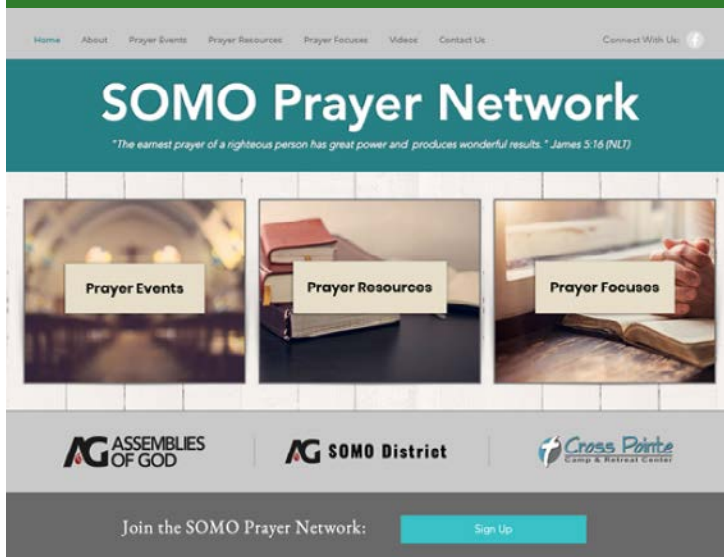 Home About Prayer Events Prayer Resources Prayer Focuses Videos Contact Us Connect With Us:
SOMO Prayer Network
"The earnest prayer of a righteous person has great power and produces wonderful results." James 5:16 (NLT)
Prayer Events Prayer Resources Prayer Focuses
AG ASSEMBLIES OF GOD
AG SOMO District
Cross Pointe
Camp & Retreat Center
Join the SOMO Prayer Network: Sign Up